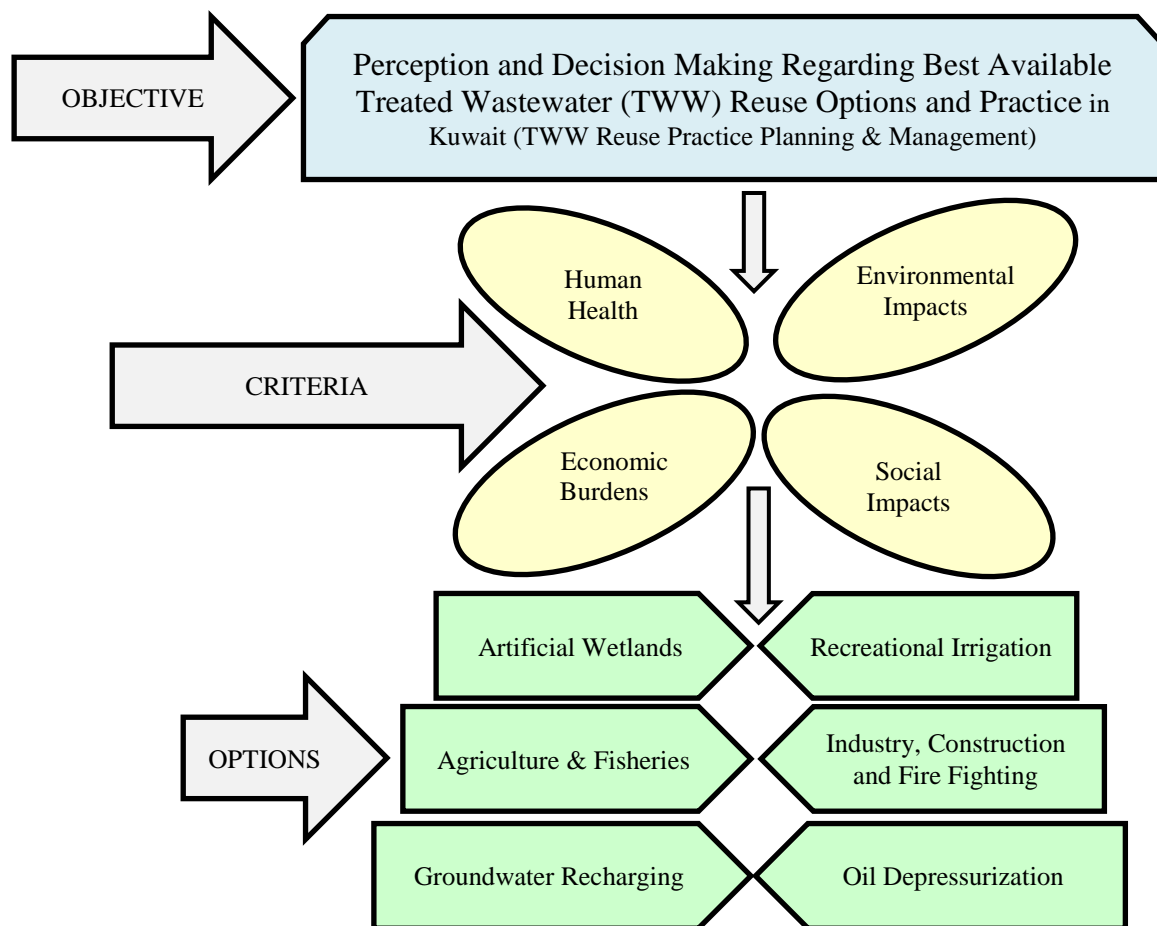 OBJECTIVE
Perception and Decision Making Regarding Best Available
Treated Wastewater (TWW) Reuse Options and Practice in
Kuwait (TWW Reuse Practice Planning & Management)
Human
Health
Environmental
Impacts
CRITERIA
Economic
Burdens
Social
Impacts
Artificial Wetlands
Recreational Irrigation
OPTIONS
Agriculture & Fisheries
Industry, Construction
and Fire Fighting
Groundwater Recharging
Oil Depressurization